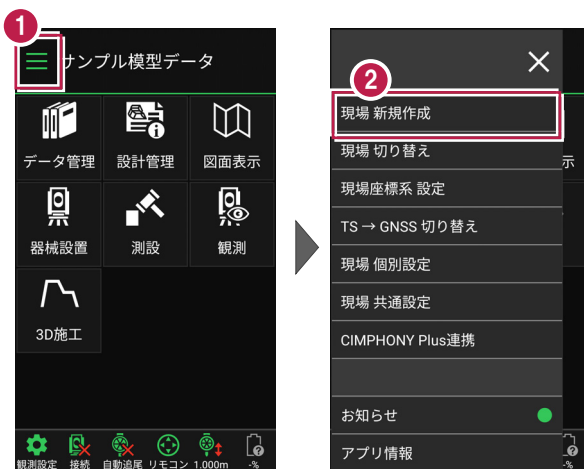 1
サンプル模型データ
データ管理
設計管理
図面表示
器械設置
測設
観測
3D施工
観測設定
接続
自動追尾
リモコン
1.000m
-%
2
現場 新規作成
現場 切り替え
示
現場座標系 設定
TS → GNSS 切り替え
現場 個別設定
現場 共通設定
CIMPHONY Plus連携
お知らせ
アプリ情報
-%